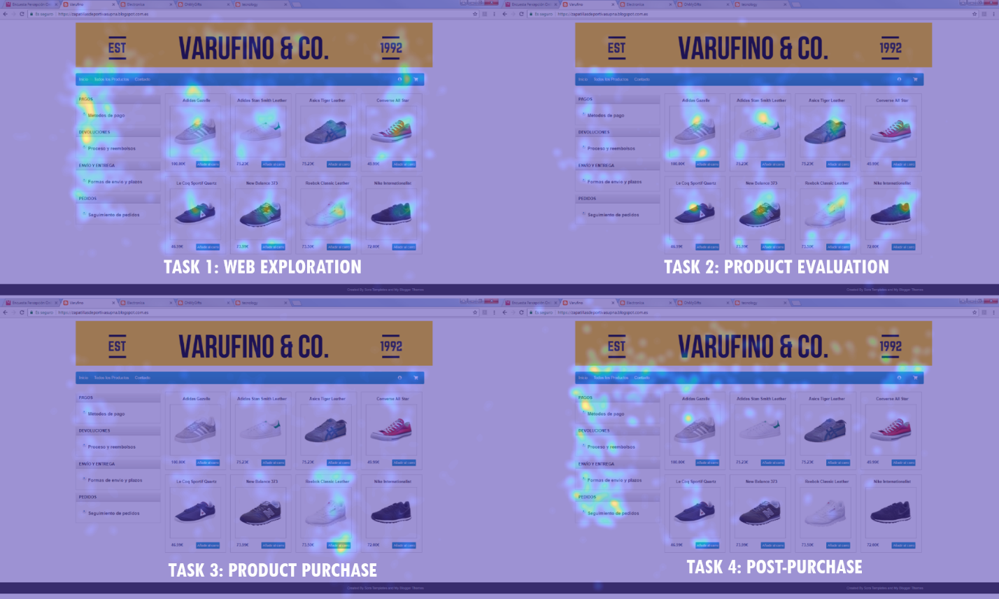 Encuesta Percepción Dis
Varufino
Electronica
OhMyGifts
tecnology
Encuesta Percepción Dis
Varufino
Electronica
OhMyGifts
tecnology
Es seguro https://zapatillasdeportivasupna.blogspot.com.es
Es seguro https://zapatillasdeportivasupna.blogspot.com.es
EST VARUFINO & CO. 1992
EST VARUFINO & CO. 1992
Inicio Todos los Productos Contacto
Inicio Todos los Productos Contacto
PAGOS Adidas Gazelle Adidas Stan Smith Leather Asics Tiger Leather Converse All Star
PAGOS Adidas Gazelle Adidas Stan Smith Leather Asics Tiger Leather Converse All Star
Métodos de pago
Métodos de pago
DEVOLUCIONES
DEVOLUCIONES
Proceso y reembolsos
Proceso y reembolsos
ENVÍO Y ENTREGA 100.00€ Añadir al carro 75.23€ Añadir al carro 75.23€ Añadir al carro 49.99€ Añadir al carro
ENVÍO Y ENTREGA 100.00€ Añadir al carro 75.23€ Añadir al carro 75.23€ Añadir al carro 49.99€ Añadir al carro
Formas de envío y plazos Le Coq Sportif Quartz New Balance 373 Reebok Classic Leather Nike Internationalist
Formas de envío y plazos Le Coq Sportif Quartz New Balance 373 Reebok Classic Leather Nike Internationalist
PEDIDOS
PEDIDOS
Seguimiento de pedidos
Seguimiento de pedidos
46.39€ Añadir al carro 73.99€ Añadir al carro 73.50€ Añadir al carro 72.00€ Añadir al carro
46.39€ Añadir al carro 73.99€ Añadir al carro 73.50€ Añadir al carro 72.00€ Añadir al carro
TASK 1: WEB EXPLORATION
TASK 2: PRODUCT EVALUATION
Created By Sora Templates and My Blogger Themes
Created By Sora Templates and My Blogger Themes
Encuesta Percepción Dis
Varufino
Electronica
OhMyGifts
tecnology
Encuesta Percepción Dis
Varufino
Electronica
OhMyGifts
tecnology
Es seguro https://zapatillasdeportivasupna.blogspot.com.es
Es seguro https://zapatillasdeportivasupna.blogspot.com.es
EST VARUFINO & CO. 1992
EST VARUFINO & CO. 1992
Inicio Todos los Productos Contacto
Inicio Todos los Productos Contacto
PAGOS Adidas Gazelle Adidas Stan Smith Leather Asics Tiger Leather Converse All Star
PAGOS Adidas Gazelle Adidas Stan Smith Leather Asics Tiger Leather Converse All Star
Métodos de pago
Métodos de pago
DEVOLUCIONES
DEVOLUCIONES
Proceso y reembolsos
Proceso y reembolsos
ENVÍO Y ENTREGA 100.00€ Añadir al carro 75.23€ Añadir al carro 75.23€ Añadir al carro 49.99€ Añadir al carro
ENVÍO Y ENTREGA 100.00€ Añadir al carro 75.23€ Añadir al carro 75.23€ Añadir al carro 49.99€ Añadir al carro
Formas de envío y plazos Le Coq Sportif Quartz New Balance 373 Reebok Classic Leather Nike Internationalist
Formas de envío y plazos Le Coq Sportif Quartz New Balance 373 Reebok Classic Leather Nike Internationalist
PEDIDOS
PEDIDOS
Seguimiento de pedidos
Seguimiento de pedidos
46.39€ Añadir al carro 73.99€ Añadir al carro 73.50€ Añadir al carro 72.00€ Añadir al carro
46.39€ Añadir al carro 73.99€ Añadir al carro 73.50€ Añadir al carro 72.00€ Añadir al carro
TASK 3: PRODUCT PURCHASE
TASK 4: POST-PURCHASE
Created By Sora Templates and My Blogger Themes
Created By Sora Templates and My Blogger Themes